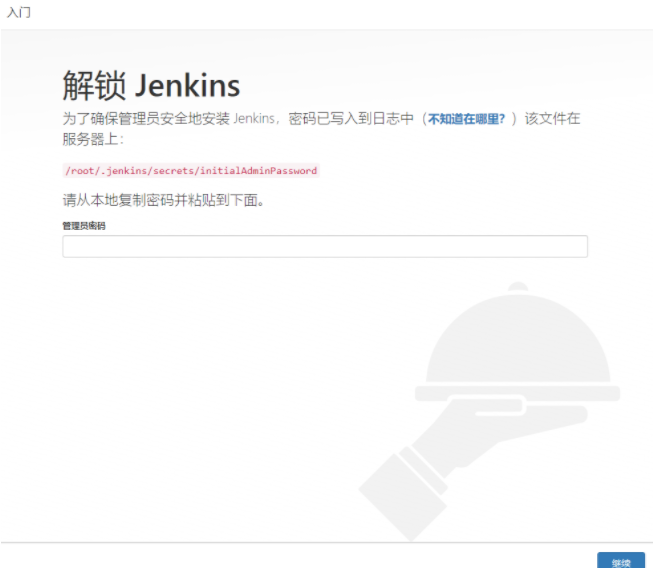 入门
解锁 Jenkins
为了确保管理员安全地安装 Jenkins，密码已写入到日志中（不知道在哪里？）该文件在
服务器上：
/root/.jenkins/secrets/initialAdminPassword
请从本地复制密码并粘贴到下面。
管理员密码
继续